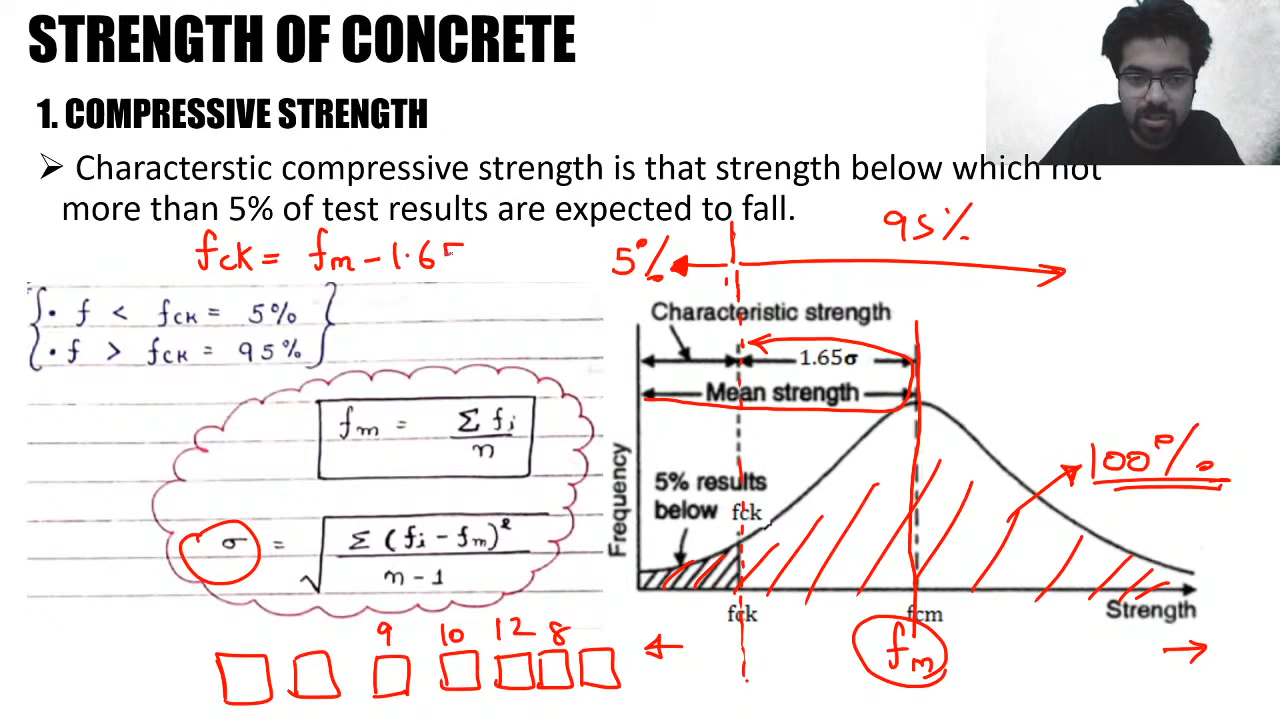 STRENGTH OF CONCRETE
1. COMPRESSIVE STRENGTH
➢ Characterstic compressive strength is that strength below which not
more than 5% of test results are expected to fall.
fck = fm - 1.65
5%
95%
• f < fck = 5%
• f > fck = 95%
fm = Σ fi / n
σ = √ Σ (fi - fm)² / n - 1
9 10 12 8
Characteristic strength
1.65σ
Mean strength
100%
5% results
below fck
Frequency
fck
fcm
Strength
fm